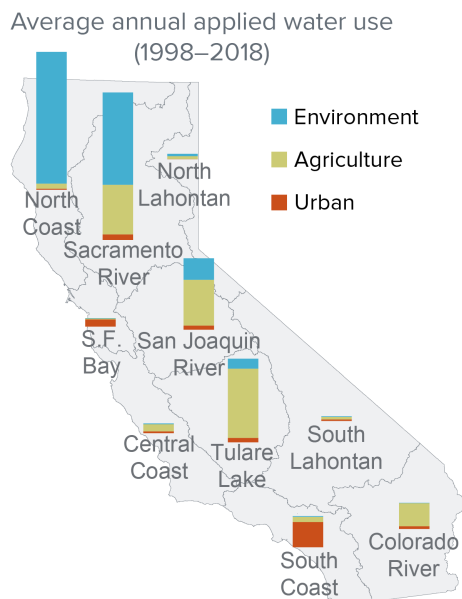 Average annual applied water use
(1998–2018)
Environment
Agriculture
Urban
North
Coast
North
Lahontan
Sacramento
River
S.F.
Bay
San Joaquin
River
Central
Coast
Tulare
Lake
South
Lahontan
South
Coast
Colorado
River